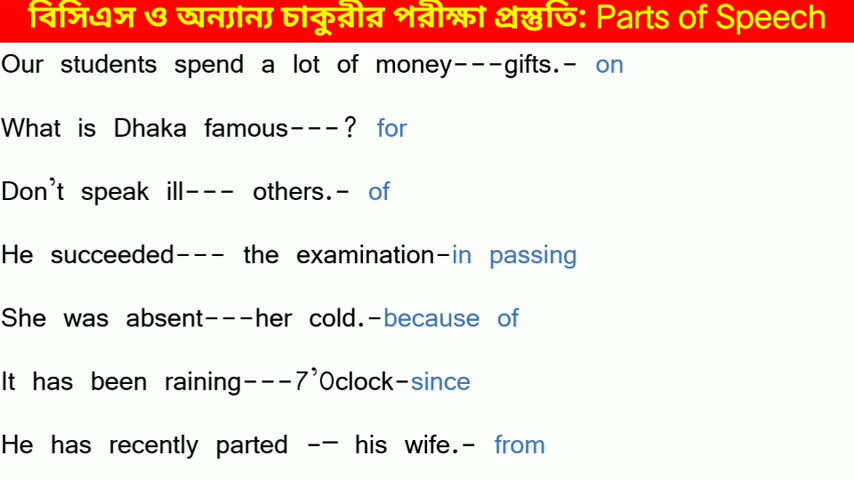 বিসিএস ও অন্যান্য চাকুরীর পরীক্ষা প্রস্তুতি: Parts of Speech
Our students spend a lot of money---gifts.- on
What is Dhaka famous---? for
Don't speak ill--- others.- of
He succeeded--- the examination-in passing
She was absent---her cold.-because of
It has been raining---7'Oclock-since
He has recently parted -- his wife.- from